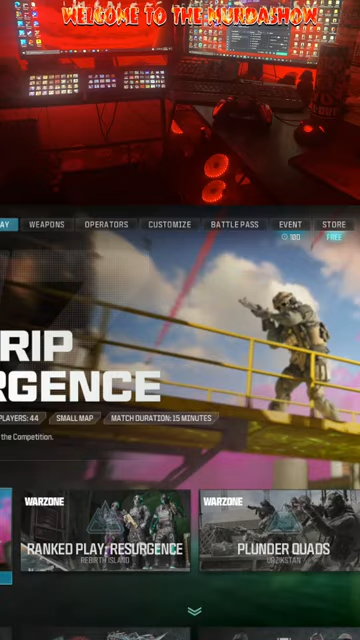 WELCOME TO THE MURDASHOW
AY WEAPONS OPERATORS CUSTOMIZE BATTLE PASS EVENT STORE
10D FREE
RIP
RGENCE
PLAYERS: 44 SMALL MAP MATCH DURATION: 15 MINUTES
the Competition.
WARZONE WARZONE
RANKED PLAY: RESURGENCE PLUNDER QUADS
REBIRTH ISLAND URZIKSTAN